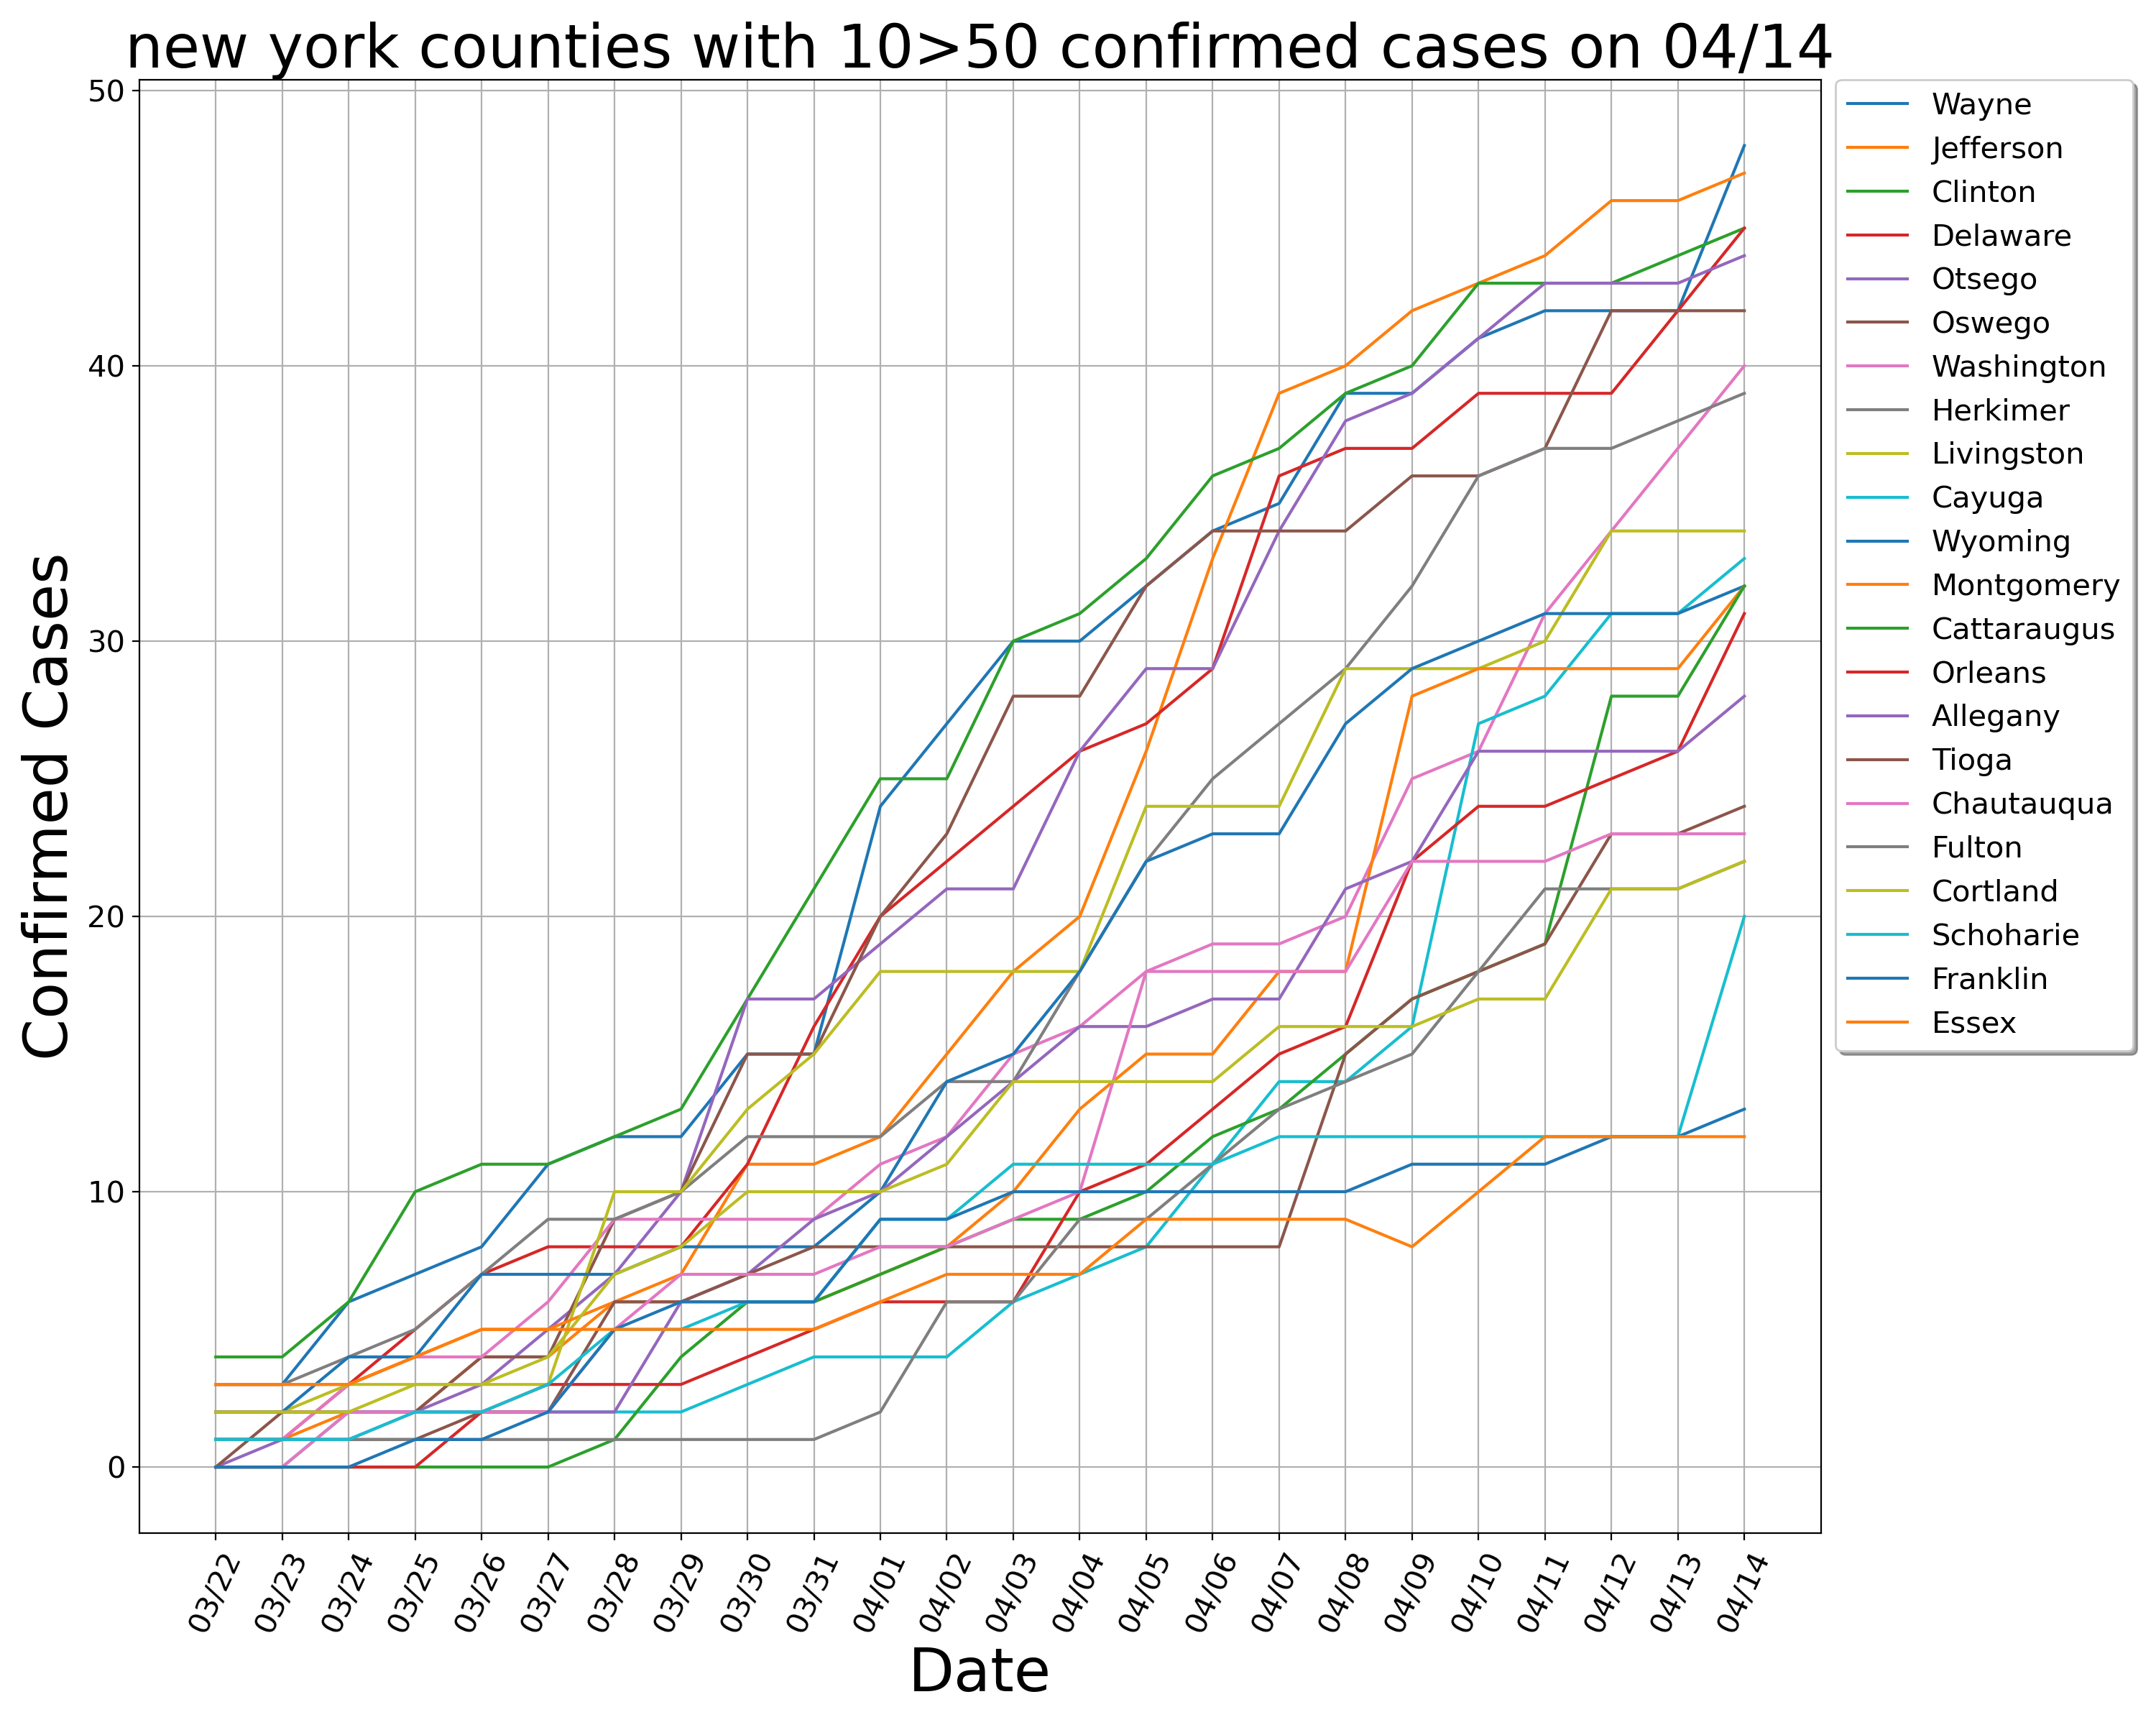 new york counties with 10>50 confirmed cases on 04/14
50
40
30
20
10
0
Confirmed Cases
03/22
03/23
03/24
03/25
03/26
03/27
03/28
03/29
03/30
03/31
04/01
04/02
04/03
04/04
04/05
04/06
04/07
04/08
04/09
04/10
04/11
04/12
04/13
04/14
Date
Wayne
Jefferson
Clinton
Delaware
Otsego
Oswego
Washington
Herkimer
Livingston
Cayuga
Wyoming
Montgomery
Cattaraugus
Orleans
Allegany
Tioga
Chautauqua
Fulton
Cortland
Schoharie
Franklin
Essex